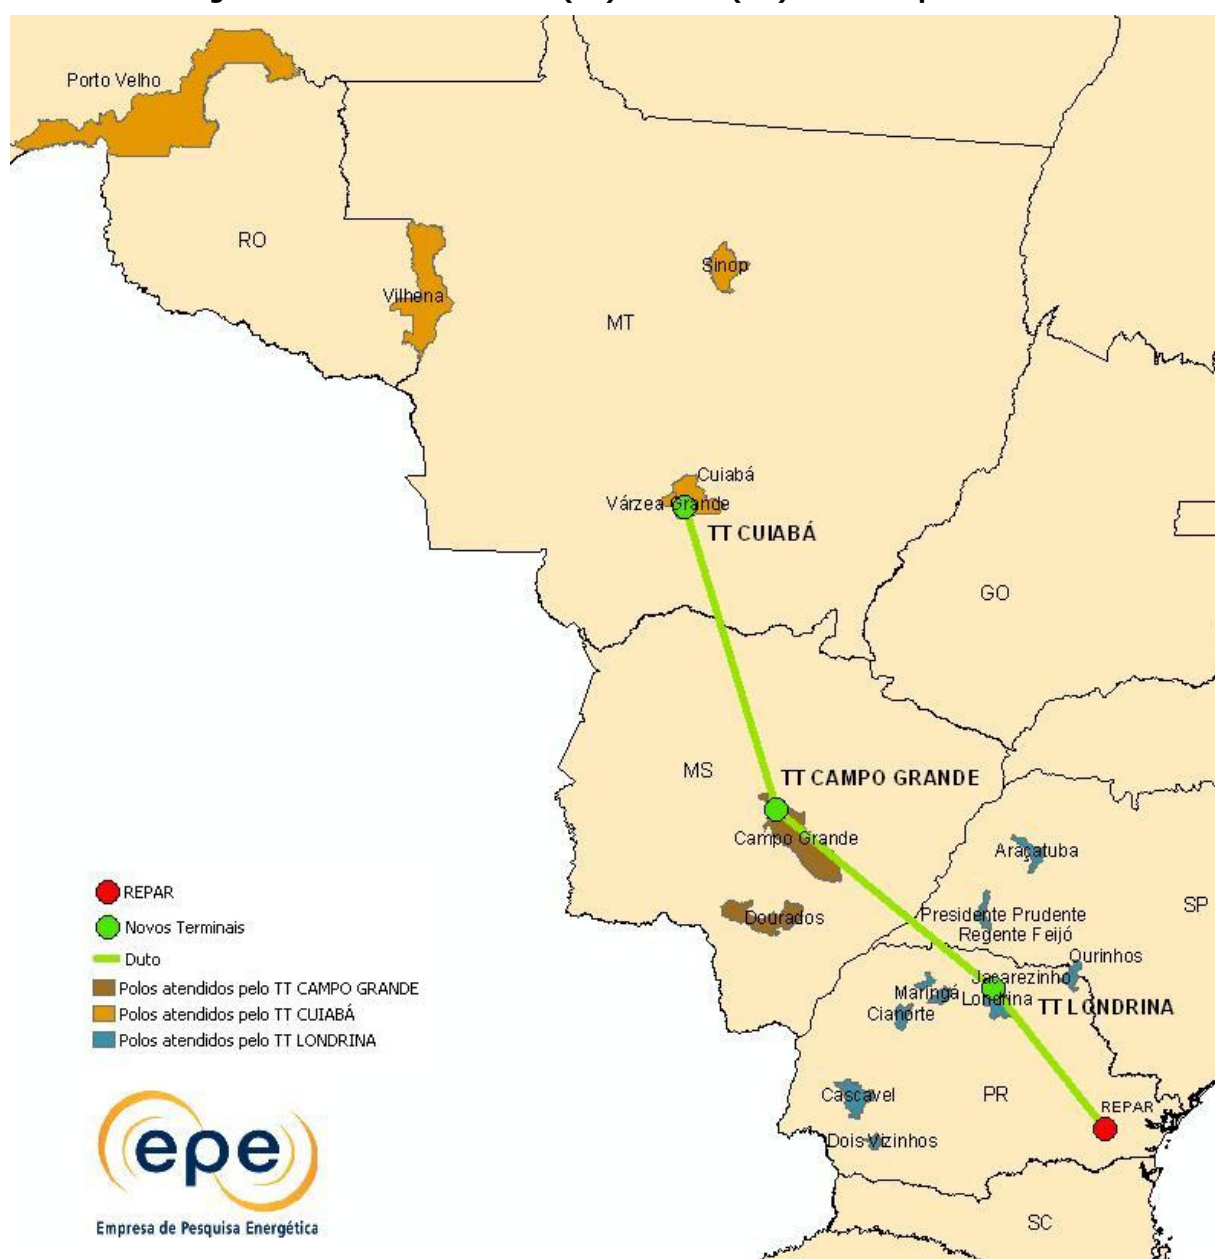 Porto Velho
RO
Vilhena
Sinop
MT
Cuiabá
Várzea Grande
TT CUIABÁ
GO
MS
TT CAMPO GRANDE
Campo Grande
Araçatuba
Dourados
SP
Presidente Prudente
Regente Feijó
Ourinhos
Jacarezinho
Maringá
Londrina
TT LONDRINA
Cianorte
Cascavel
PR
REPAR
Dois Vizinhos
SC
REPAR
Novos Terminais
Duto
Polos atendidos pelo TT CAMPO GRANDE
Polos atendidos pelo TT CUIABÁ
Polos atendidos pelo TT LONDRINA
epe
Empresa de Pesquisa Energética